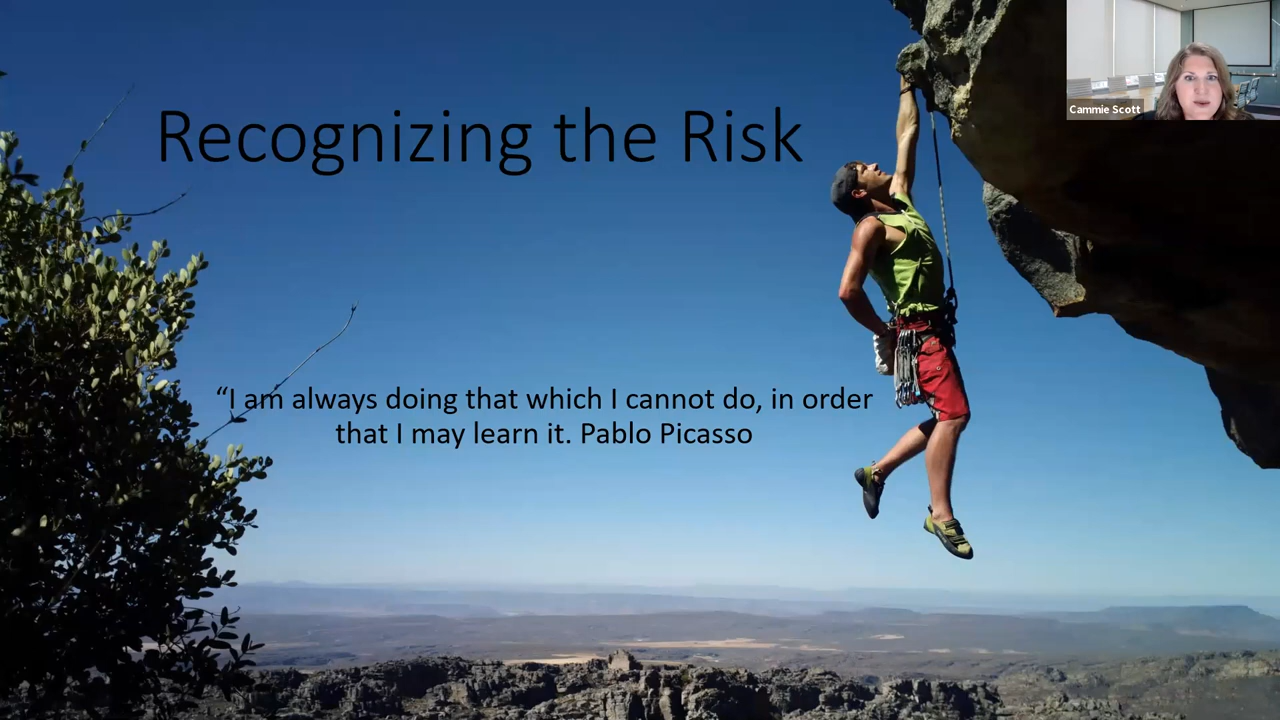 Recognizing the Risk
“I am always doing that which I cannot do, in order
that I may learn it. Pablo Picasso
Cammie Scott